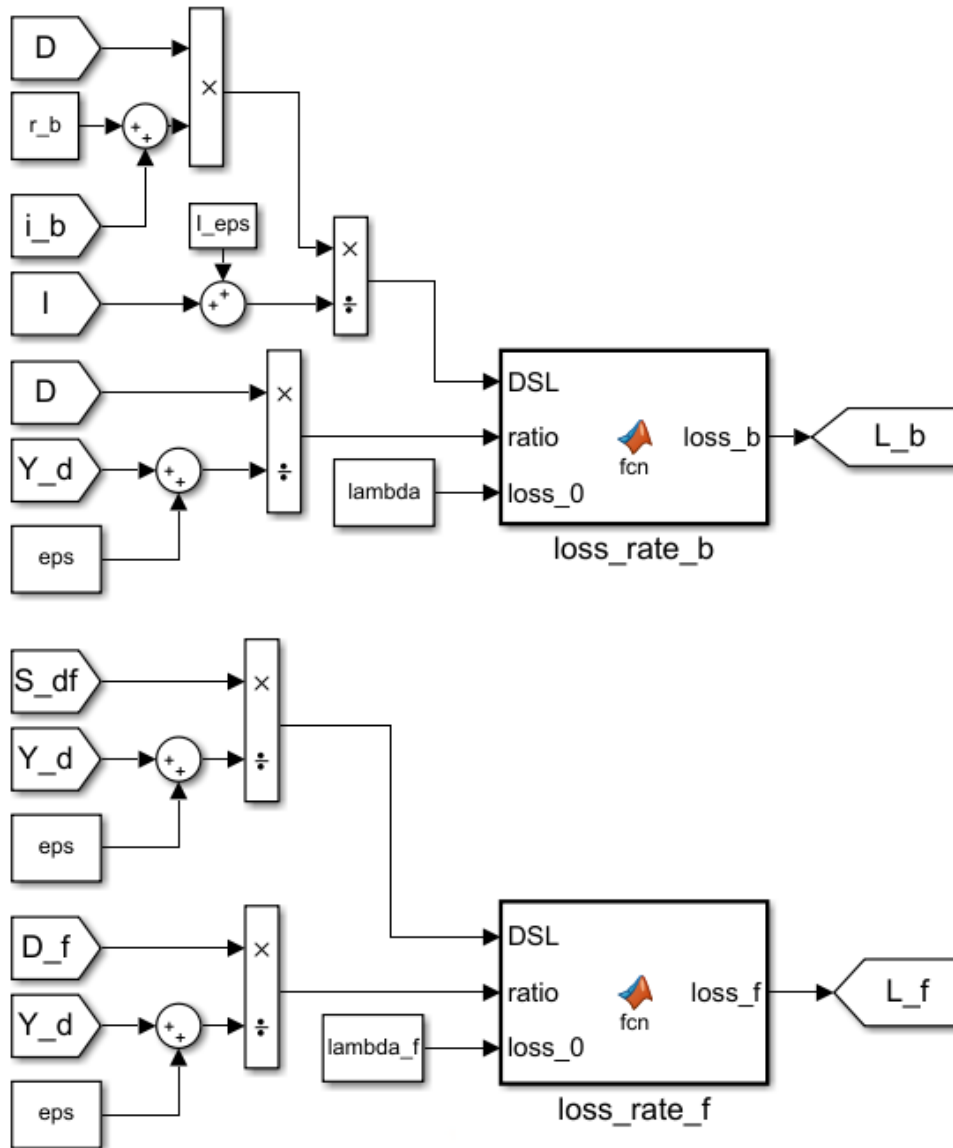 D
×
r_b
+
+
i_b
I_eps
×
I
+
+
÷
D
×
DSL
Y_d
+
+
÷
ratio
fcn
loss_b
L_b
lambda
loss_0
eps
loss_rate_b
S_df
×
Y_d
+
+
÷
eps
D_f
×
DSL
Y_d
+
+
÷
ratio
fcn
loss_f
L_f
lambda_f
loss_0
eps
loss_rate_f